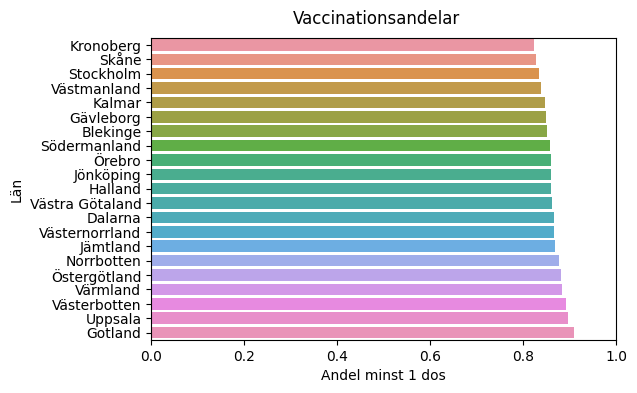 Vaccinationsandelar
Kronoberg
Skåne
Stockholm
Västmanland
Kalmar
Gävleborg
Blekinge
Södermanland
Örebro
Jönköping
Halland
Västra Götaland
Dalarna
Västernorrland
Jämtland
Norrbotten
Östergötland
Värmland
Västerbotten
Uppsala
Gotland
Län
0.0 0.2 0.4 0.6 0.8 1.0
Andel minst 1 dos